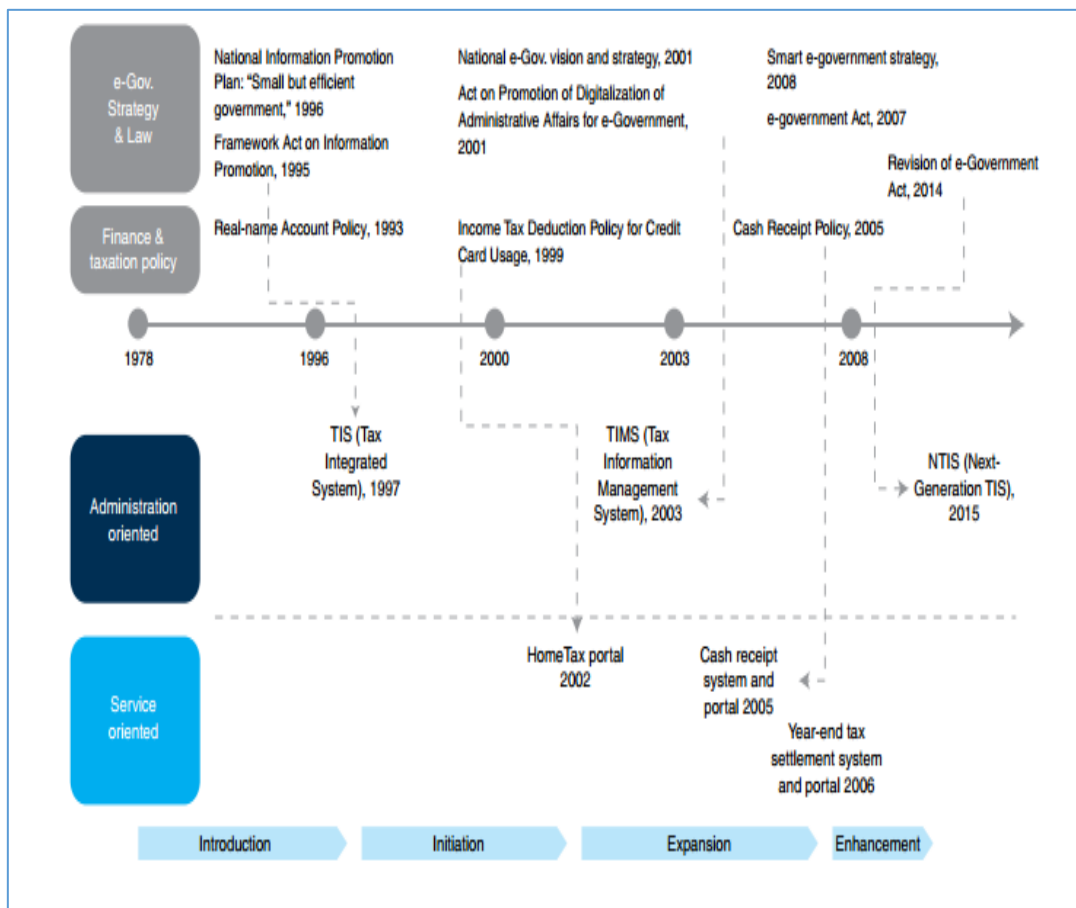 e-Gov.
Strategy
& Law
National Information Promotion
Plan: “Small but efficient
government,” 1996
Framework Act on Information
Promotion, 1995
National e-Gov. vision and strategy, 2001
Act on Promotion of Digitalization of
Administrative Affairs for e-Government,
2001
Smart e-government strategy,
2008
e-government Act, 2007
Revision of e-Government
Act, 2014
Finance &
taxation policy
Real-name Account Policy, 1993
Income Tax Deduction Policy for Credit
Card Usage, 1999
Cash Receipt Policy, 2005
1978
1996
2000
2003
2008
Administration
oriented
TIS (Tax
Integrated
System), 1997
TIMS (Tax
Information
Management
System), 2003
NTIS (Next-
Generation TIS),
2015
Service
oriented
HomeTax portal
2002
Cash receipt
system and
portal 2005
Year-end tax
settlement system
and portal 2006
Introduction
Initiation
Expansion
Enhancement